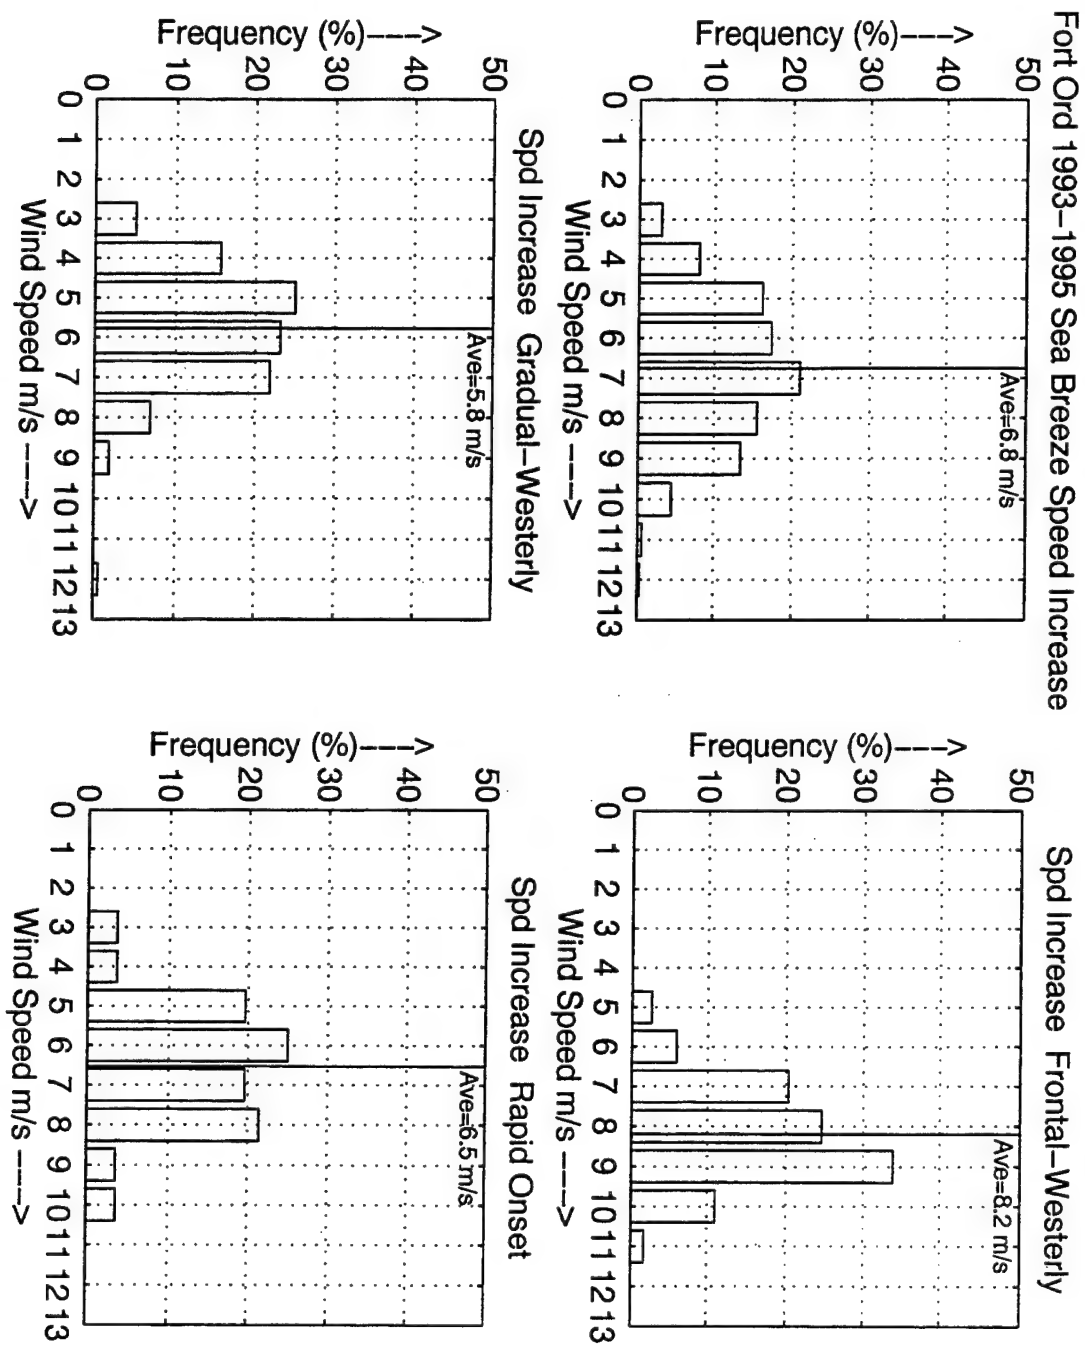 Fort Ord 1993-1995 Sea Breeze Speed Increase
Frequency (%)---->
50
40
30
20
10
0
Ave=6.8 m/s
0 1 2 3 4 5 6 7 8 9 10 11 12 13
Wind Speed m/s ---->
Spd Increase Frontal-Westerly
Frequency (%)---->
50
40
30
20
10
0
Ave=8.2 m/s
0 1 2 3 4 5 6 7 8 9 10 11 12 13
Wind Speed m/s ---->
Spd Increase Gradual-Westerly
Frequency (%)---->
50
40
30
20
10
0
Ave=5.8 m/s
0 1 2 3 4 5 6 7 8 9 10 11 12 13
Wind Speed m/s ---->
Spd Increase Rapid Onset
Frequency (%)---->
50
40
30
20
10
0
Ave=6.5 m/s
0 1 2 3 4 5 6 7 8 9 10 11 12 13
Wind Speed m/s ---->